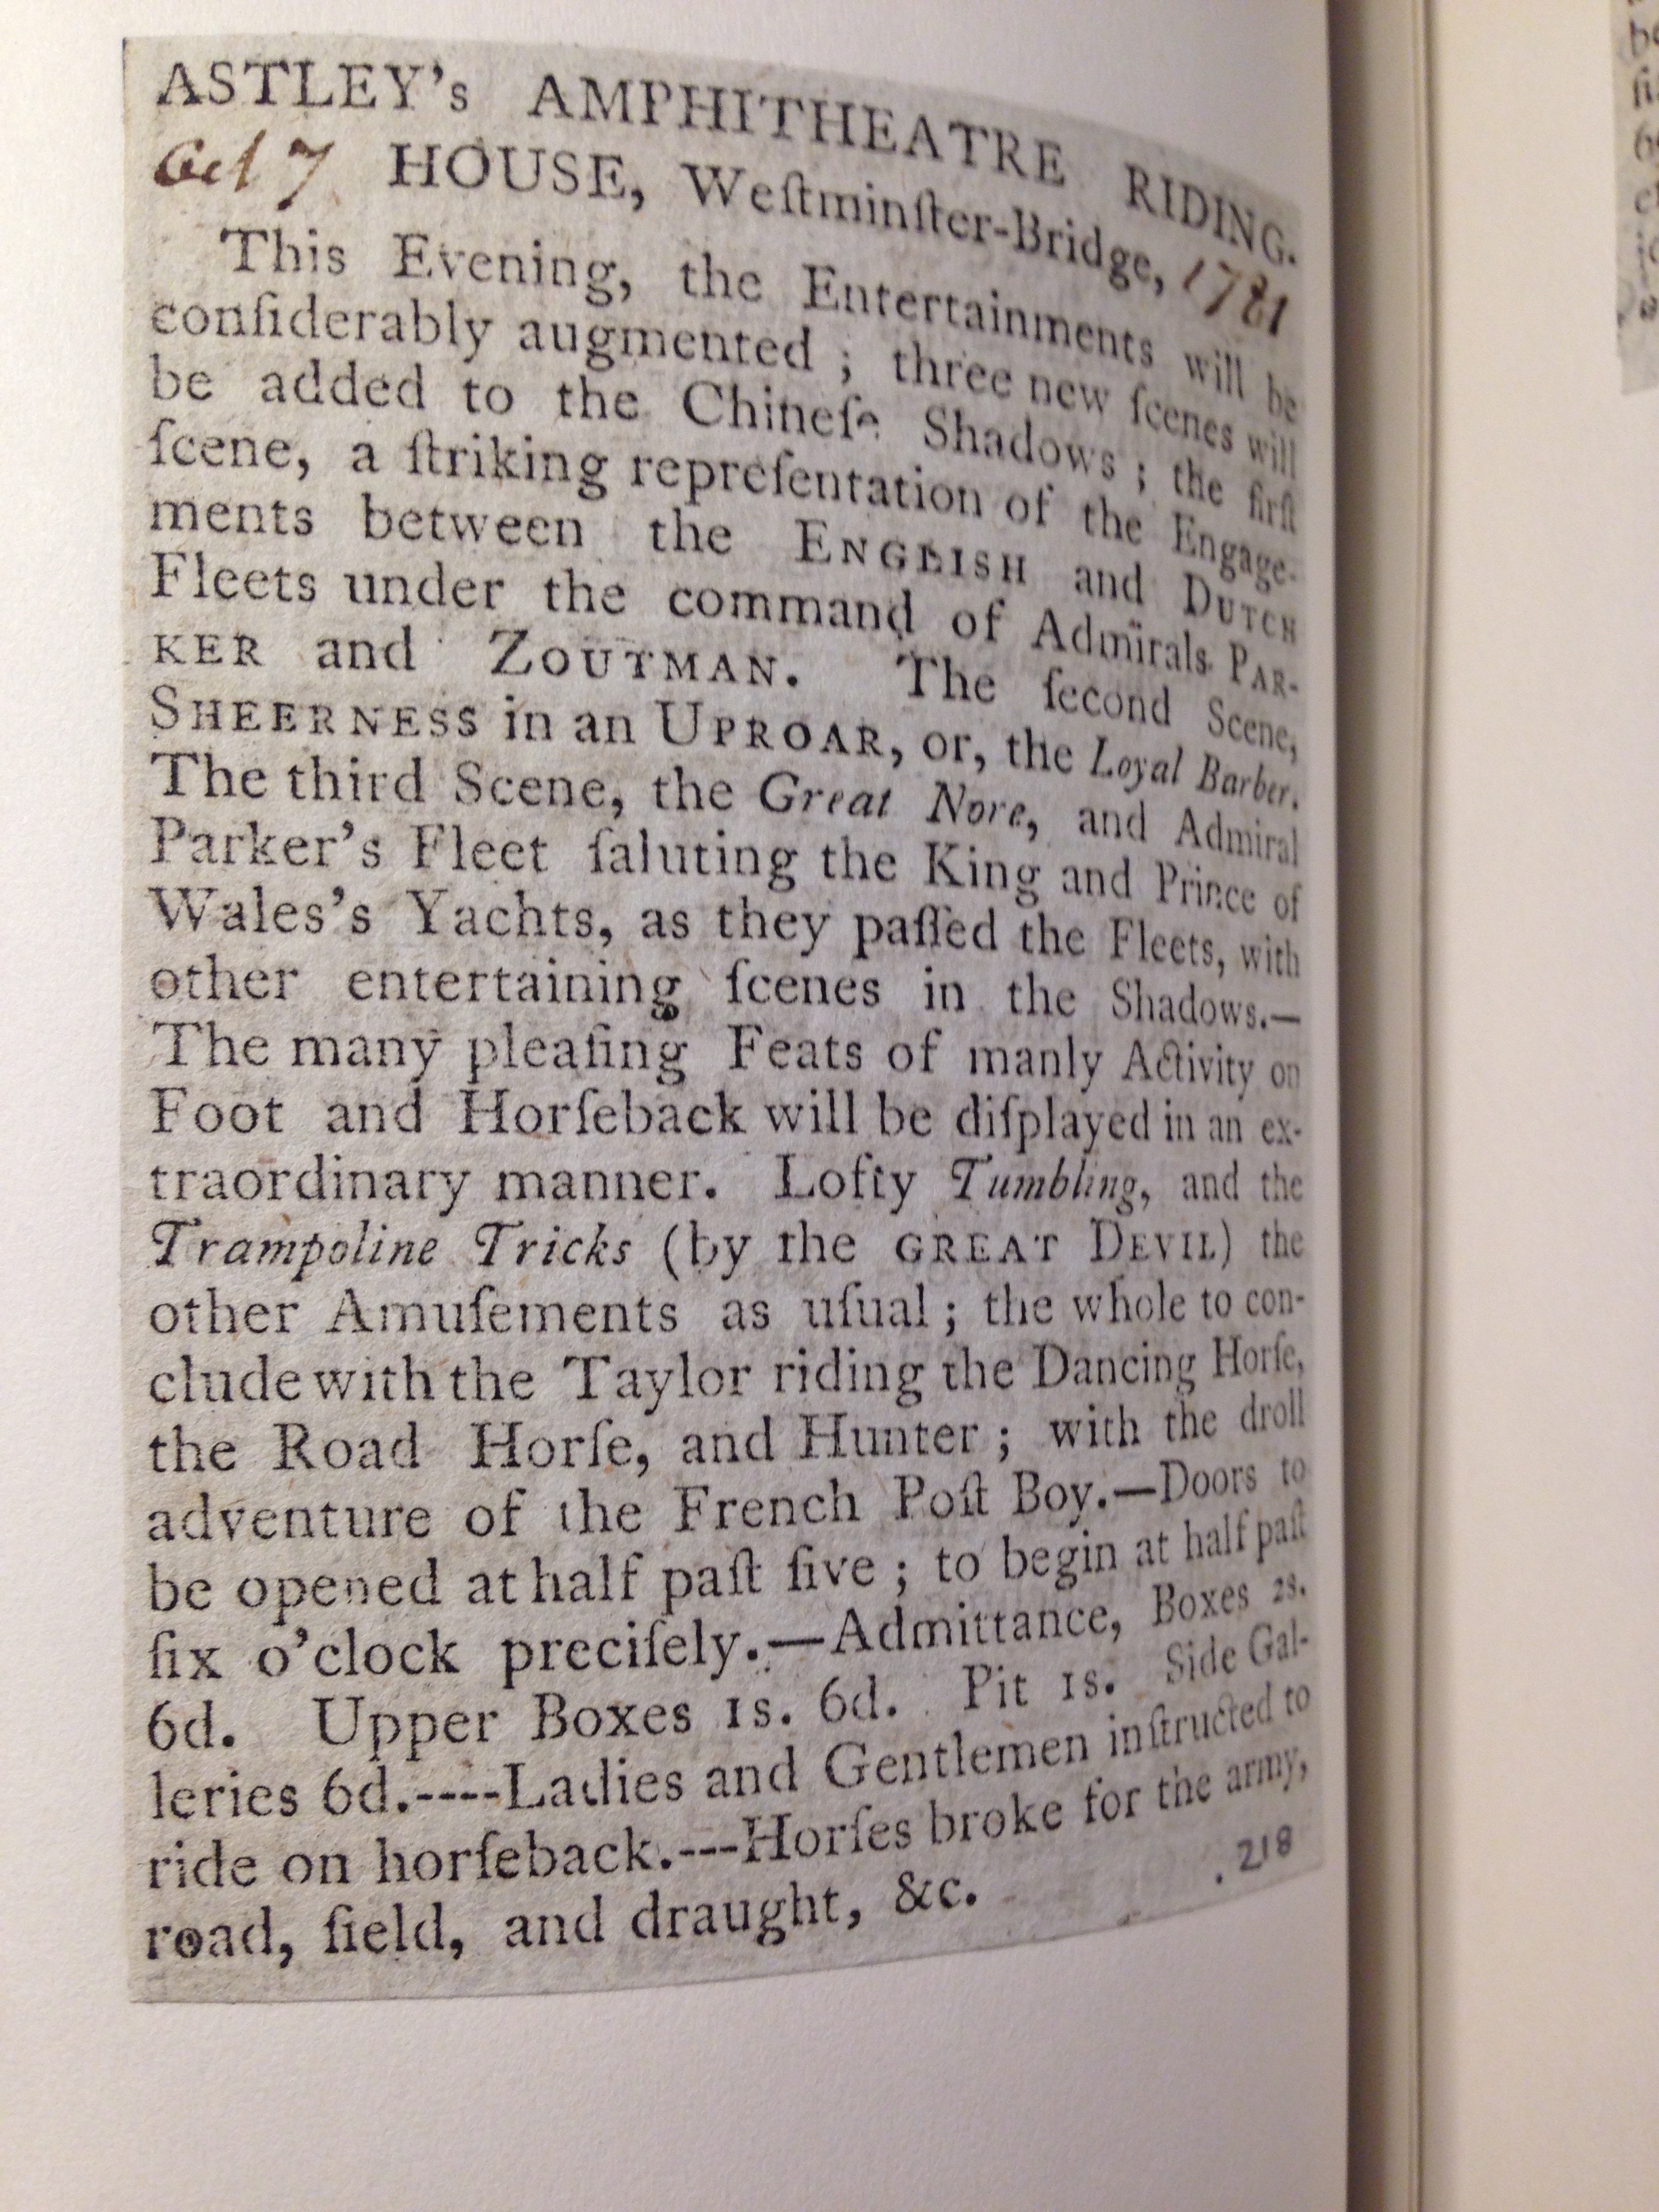 ASTLEY's AMPHITHEATRE RIDING.
Oct 7 HOUSE, Weſtminſter-Bridge, 1781
This Evening, the Entertainments will be
conſiderably augmented ; three new ſcenes will
be added to the Chineſe Shadows ; the firſt
ſcene, a ſtriking repreſentation of the Engage-
ments between the ENGLISH and DUTCH
Fleets under the command of Admirals PAR-
KER and ZOUTMAN. The ſecond Scene,
SHEERNESS in an UPROAR, or, the Loyal Barber.
The third Scene, the Great Nore, and Admiral
Parker's Fleet ſaluting the King and Prince of
Wales's Yachts, as they paſſed the Fleets, with
other entertaining ſcenes in the Shadows.—
The many pleaſing Feats of manly Activity on
Foot and Horſeback will be diſplayed in an ex-
traordinary manner. Lofty Tumbling, and the
Trampoline Tricks (by the GREAT DEVIL) the
other Amuſements as uſual ; the whole to con-
clude with the Taylor riding the Dancing Horſe,
the Road Horſe, and Hunter ; with the droll
adventure of the French Poſt Boy.—Doors to
be opened at half paſt five ; to begin at half paſt
ſix o'clock preciſely.—Admittance, Boxes 2s.
6d. Upper Boxes 1s. 6d. Pit 1s. Side Gal-
leries 6d.----Ladies and Gentlemen inſtructed to
ride on horſeback.---Horſes broke for the army,
road, field, and draught, &c.
218